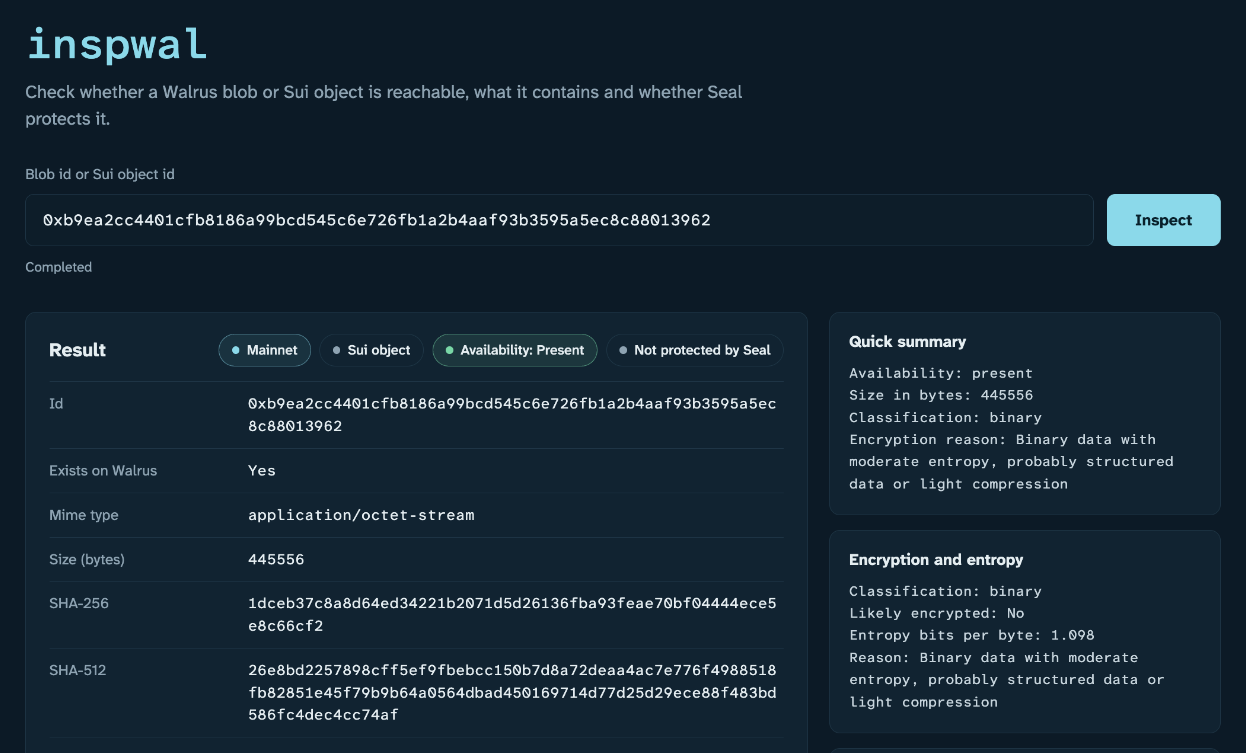 inspwal
Check whether a Walrus blob or Sui object is reachable, what it contains and whether Seal
protects it.
Blob id or Sui object id
0xb9ea2cc4401cfb8186a99bcd545c6e726fb1a2b4aaf93b3595a5ec8c88013962
Inspect
Completed
Result
Mainnet
Sui object
Availability: Present
Not protected by Seal
Id
0xb9ea2cc4401cfb8186a99bcd545c6e726fb1a2b4aaf93b3595a5ec
8c88013962
Exists on Walrus
Yes
Mime type
application/octet-stream
Size (bytes)
445556
SHA-256
1dceb37c8a8d64ed34221b2071d5d26136fba93feae70bf04444ece5
e8c66cf2
SHA-512
26e8bd2257898cff5ef9fbebcc150b7d8a72deaa4ac7e776f4988518
fb82851e45f79b9b64a0564dbad450169714d77d25d29ece88f483bd
586fc4dec4cc74af
Quick summary
Availability: present
Size in bytes: 445556
Classification: binary
Encryption reason: Binary data with
moderate entropy, probably structured
data or light compression
Encryption and entropy
Classification: binary
Likely encrypted: No
Entropy bits per byte: 1.098
Reason: Binary data with moderate
entropy, probably structured data or
light compression